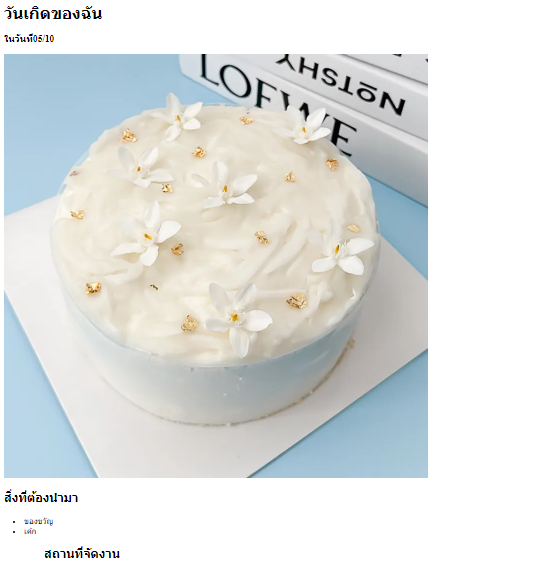 วันเกิดของฉัน
ในวันที่05/10
NOTSHY
LOEWE
สิ่งที่ต้องนำมา
ของขวัญ
เค้ก
สถานที่จัดงาน